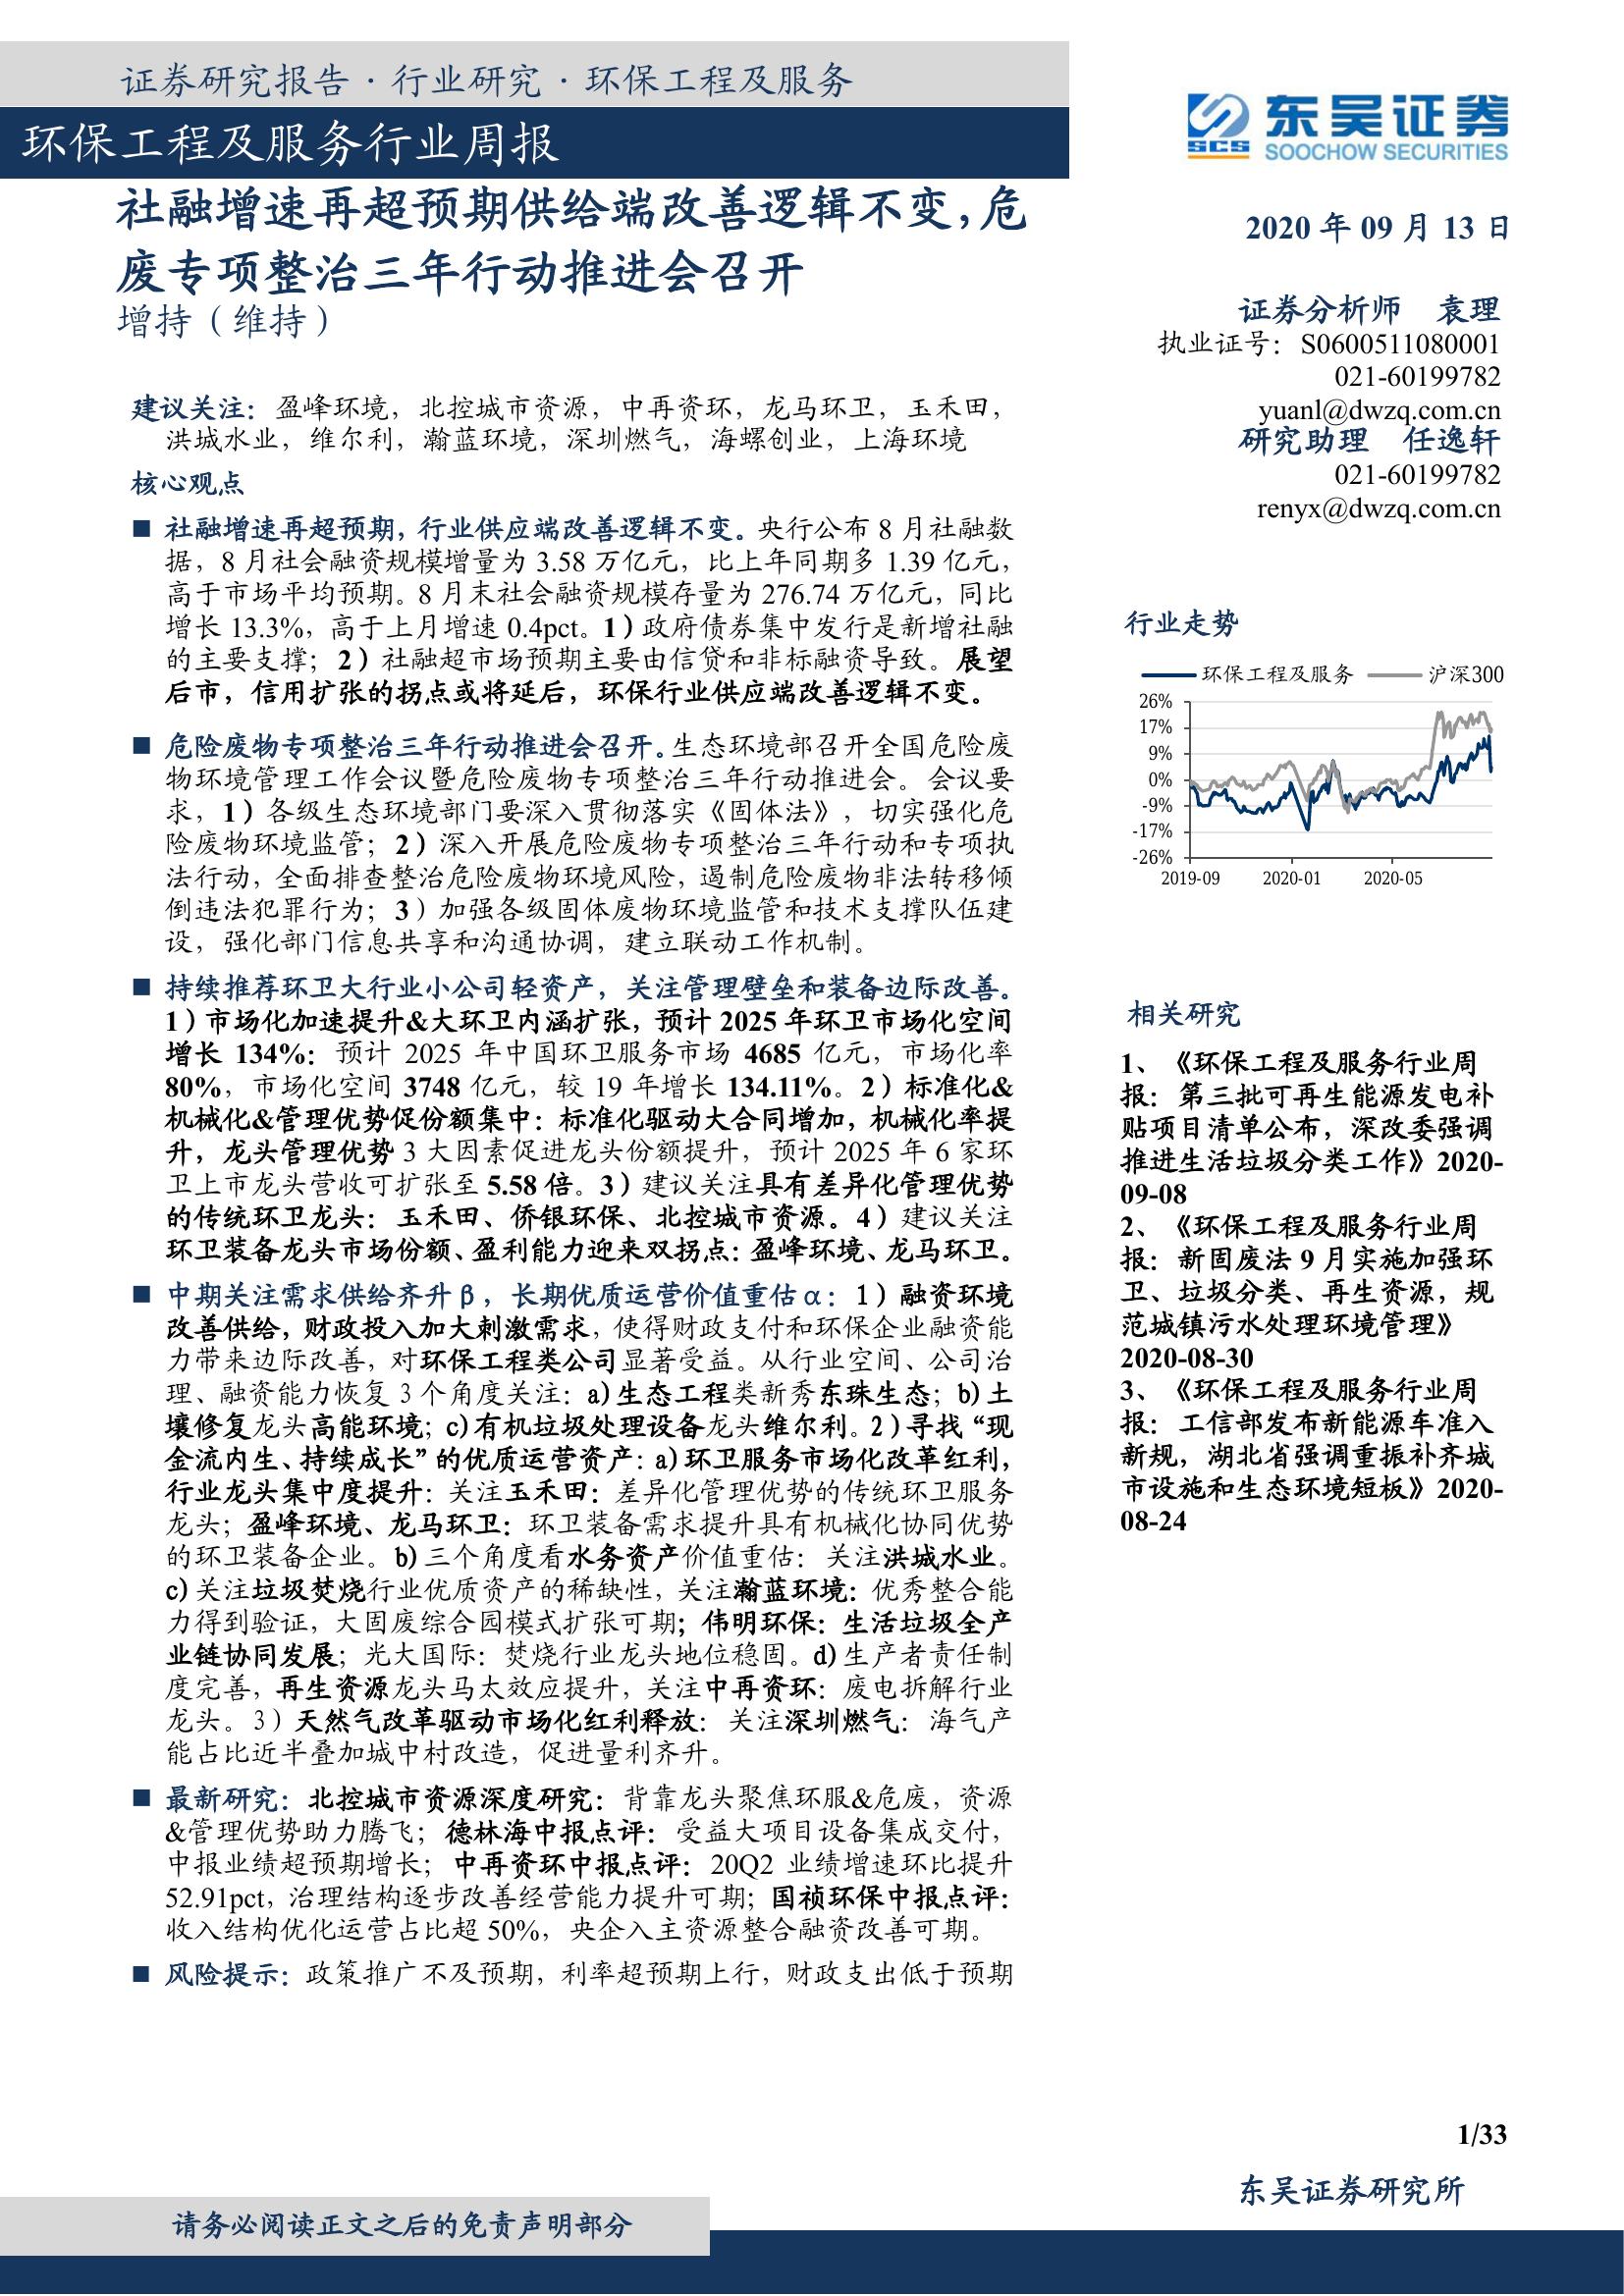 证券研究报告 · 行业研究 · 环保工程及服务
环保工程及服务行业周报
社融增速再超预期供给端改善逻辑不变，危
废专项整治三年行动推进会召开
增持（维持）
建议关注：盈峰环境，北控城市资源，中再资环，龙马环卫，玉禾田，
洪城水业，维尔利，瀚蓝环境，深圳燃气，海螺创业，上海环境
核心观点
■ 社融增速再超预期，行业供应端改善逻辑不变。央行公布 8 月社融数
据，8 月社会融资规模增量为 3.58 万亿元，比上年同期多 1.39 亿元，
高于市场平均预期。8 月末社会融资规模存量为 276.74 万亿元，同比
增长 13.3%，高于上月增速 0.4pct。1）政府债券集中发行是新增社融
的主要支撑；2）社融超市场预期主要由信贷和非标融资导致。展望
后市，信用扩张的拐点或将延后，环保行业供应端改善逻辑不变。
■ 危险废物专项整治三年行动推进会召开。生态环境部召开全国危险废
物环境管理工作会议暨危险废物专项整治三年行动推进会。会议要
求，1）各级生态环境部门要深入贯彻落实《固体法》，切实强化危
险废物环境监管；2）深入开展危险废物专项整治三年行动和专项执
法行动，全面排查整治危险废物环境风险，遏制危险废物非法转移倾
倒违法犯罪行为；3）加强各级固体废物环境监管和技术支撑队伍建
设，强化部门信息共享和沟通协调，建立联动工作机制。
■ 持续推荐环卫大行业小公司轻资产，关注管理壁垒和装备边际改善。
1）市场化加速提升&大环卫内涵扩张，预计 2025 年环卫市场化空间
增长 134%：预计 2025 年中国环卫服务市场 4685 亿元，市场化率
80%，市场化空间 3748 亿元，较 19 年增长 134.11%。2）标准化&
机械化&管理优势促份额集中：标准化驱动大合同增加，机械化率提
升，龙头管理优势 3 大因素促进龙头份额提升，预计 2025 年 6 家环
卫上市龙头营收可扩张至 5.58 倍。3）建议关注具有差异化管理优势
的传统环卫龙头：玉禾田、侨银环保、北控城市资源。4）建议关注
环卫装备龙头市场份额、盈利能力迎来双拐点：盈峰环境、龙马环卫。
■ 中期关注需求供给齐升β，长期优质运营价值重估α：1）融资环境
改善供给，财政投入加大刺激需求，使得财政支付和环保企业融资能
力带来边际改善，对环保工程类公司显著受益。从行业空间、公司治
理、融资能力恢复 3 个角度关注：a)生态工程类新秀东珠生态；b)土
壤修复龙头高能环境；c)有机垃圾处理设备龙头维尔利。2）寻找“现
金流内生、持续成长”的优质运营资产：a)环卫服务市场化改革红利，
行业龙头集中度提升：关注玉禾田：差异化管理优势的传统环卫服务
龙头；盈峰环境、龙马环卫：环卫装备需求提升具有机械化协同优势
的环卫装备企业。b)三个角度看水务资产价值重估：关注洪城水业。
c)关注垃圾焚烧行业优质资产的稀缺性，关注瀚蓝环境：优秀整合能
力得到验证，大固废综合园模式扩张可期；伟明环保：生活垃圾全产
业链协同发展；光大国际：焚烧行业龙头地位稳固。d)生产者责任制
度完善，再生资源龙头马太效应提升，关注中再资环：废电拆解行业
龙头。3）天然气改革驱动市场化红利释放：关注深圳燃气：海气产
能占比近半叠加城中村改造，促进量利齐升。
■ 最新研究：北控城市资源深度研究：背靠龙头聚焦环服&危废，资源
&管理优势助力腾飞；德林海中报点评：受益大项目设备集成交付，
中报业绩超预期增长；中再资环中报点评：20Q2 业绩增速环比提升
52.91pct，治理结构逐步改善经营能力提升可期；国祯环保中报点评：
收入结构优化运营占比超 50%，央企入主资源整合融资改善可期。
■ 风险提示：政策推广不及预期，利率超预期上行，财政支出低于预期
SCS 东吴证券
SOOCHOW SECURITIES
2020 年 09 月 13 日
证券分析师 袁理
执业证号：S0600511080001
021-60199782
yuanl@dwzq.com.cn
研究助理 任逸轩
021-60199782
renyx@dwzq.com.cn
行业走势
环保工程及服务 沪深300
26%
17%
9%
0%
-9%
-17%
-26%
2019-09 2020-01 2020-05
相关研究
1、《环保工程及服务行业周
报：第三批可再生能源发电补
贴项目清单公布，深改委强调
推进生活垃圾分类工作》2020-
09-08
2、《环保工程及服务行业周
报：新固废法 9 月实施加强环
卫、垃圾分类、再生资源，规
范城镇污水处理环境管理》
2020-08-30
3、《环保工程及服务行业周
报：工信部发布新能源车准入
新规，湖北省强调重振补齐城
市设施和生态环境短板》2020-
08-24
1/33
东吴证券研究所
请务必阅读正文之后的免责声明部分